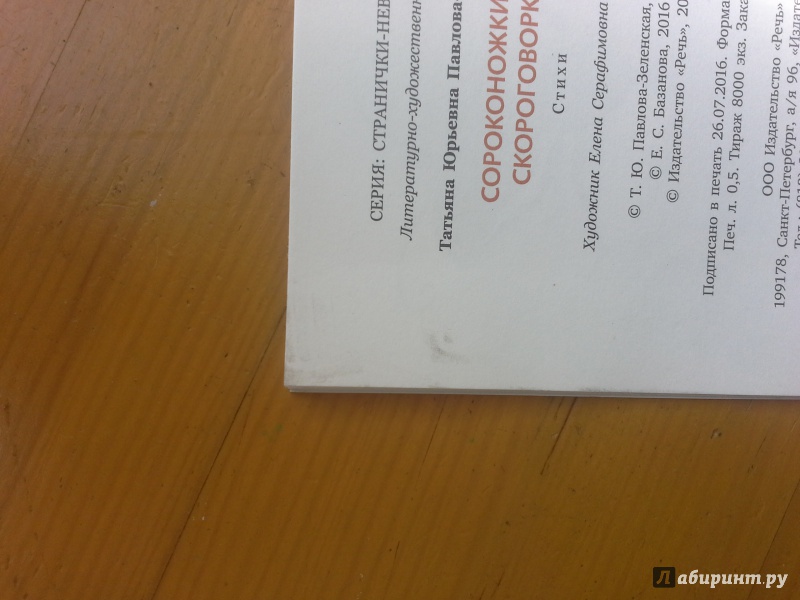 СЕРИЯ: СТРАНИЧКИ-НЕВ
Литературно-художественн
Татьяна Юрьевна Павлова-
СОРОКОНОЖКИ
СКОРОГОВОРК
Стихи
Художник Елена Серафимовна
© Т. Ю. Павлова-Зеленская,
© Е. С. Базанова, 2016
© Издательство «Речь», 20
Подписано в печать 26.07.2016. Форма
Печ. л. 0,5. Тираж 8000 экз. Зака
ООО Издательство «Речь»
199178, Санкт-Петербург, а/я 96, «Издате
Лабиринт.ру